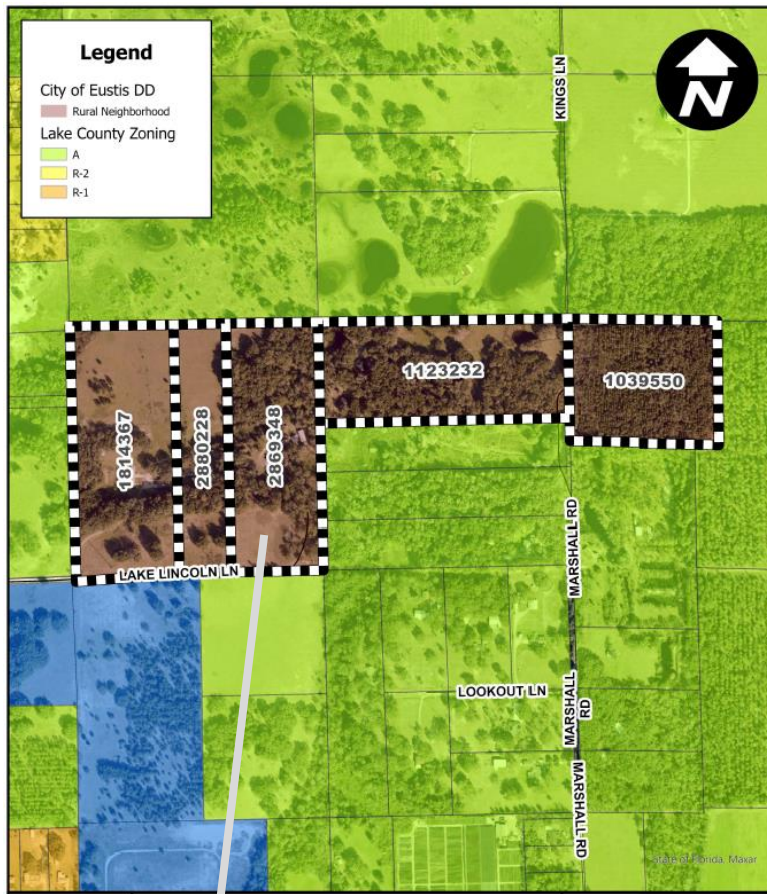 Legend
City of Eustis DD
Rural Neighborhood
Lake County Zoning
A
R-2
R-1
N
KINGS LN
1814367
2880228
2869348
1123232
1039550
LAKE LINCOLN LN
MARSHALL RD
LOOKOUT LN
MARSHALL
RD
MARSHALL RD
State of Florida, Maxar